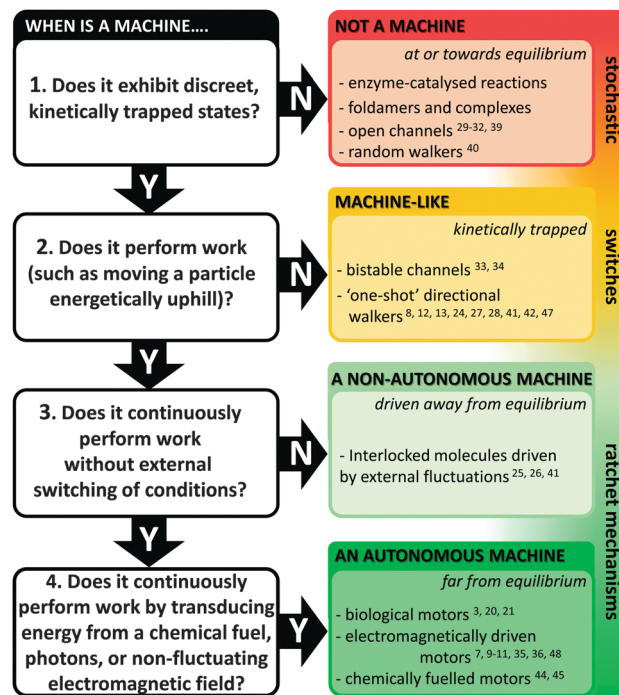 WHEN IS A MACHINE....
1. Does it exhibit discreet,
kinetically trapped states?
N
NOT A MACHINE
at or towards equilibrium
- enzyme-catalysed reactions
- foldamers and complexes
- open channels 29-32, 39
- random walkers 40
stochastic
Y
2. Does it perform work
(such as moving a particle
energetically uphill)?
N
MACHINE-LIKE
kinetically trapped
- bistable channels 33, 34
- ‘one-shot’ directional
walkers 8, 12, 13, 24, 27, 28, 41, 42, 47
switches
Y
3. Does it continuously
perform work
without external
switching of conditions?
N
A NON-AUTONOMOUS MACHINE
driven away from equilibrium
- Interlocked molecules driven
by external fluctuations 25, 26, 41
ratchet mechanisms
Y
4. Does it continuously
perform work by transducing
energy from a chemical fuel,
photons, or non-fluctuating
electromagnetic field?
Y
AN AUTONOMOUS MACHINE
far from equilibrium
- biological motors 3, 20, 21
- electromagnetically driven
motors 7, 9-11, 35, 36, 48
- chemically fuelled motors 44, 45